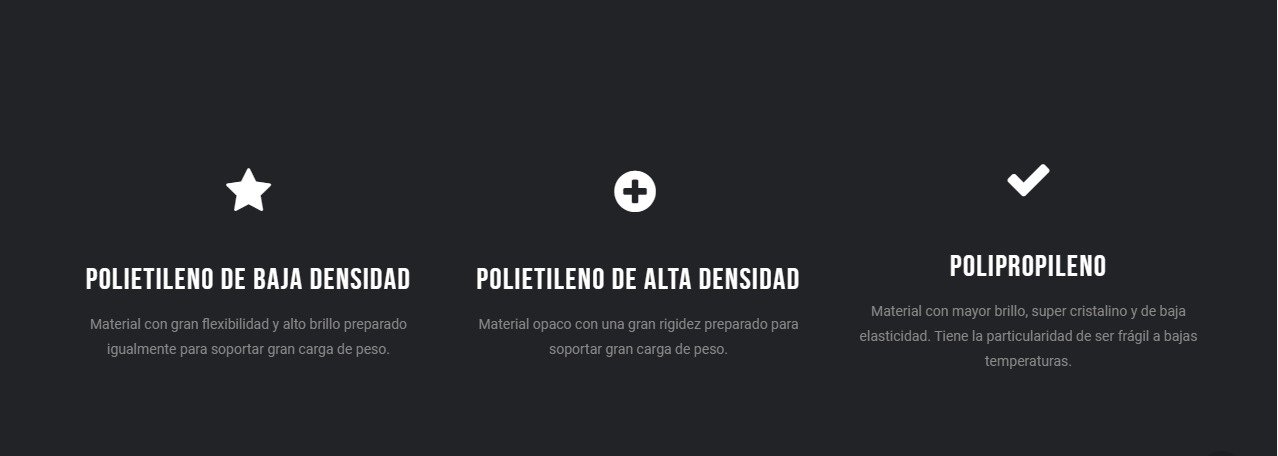 POLIETILENO DE BAJA DENSIDAD
Material con gran flexibilidad y alto brillo preparado
igualmente para soportar gran carga de peso.
POLIETILENO DE ALTA DENSIDAD
Material opaco con una gran rigidez preparado para
soportar gran carga de peso.
POLIPROPILENO
Material con mayor brillo, super cristalino y de baja
elasticidad. Tiene la particularidad de ser frágil a bajas
temperaturas.